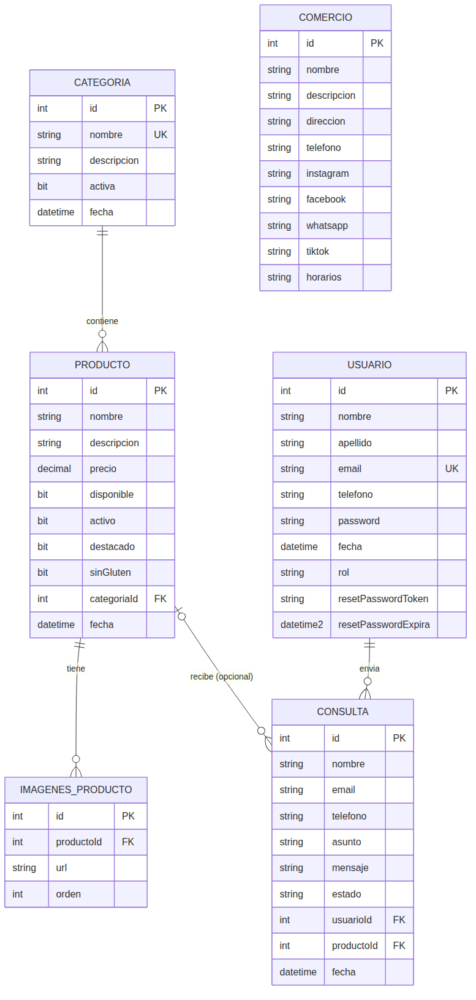 COMERCIO
int id PK
string nombre
string descripcion
string direccion
string telefono
string instagram
string facebook
string whatsapp
string tiktok
string horarios
CATEGORIA
int id PK
string nombre UK
string descripcion
bit activa
datetime fecha
contiene
PRODUCTO
int id PK
string nombre
string descripcion
decimal precio
bit disponible
bit activo
bit destacado
bit sinGluten
int categoriaId FK
datetime fecha
USUARIO
int id PK
string nombre
string apellido
string email UK
string telefono
string password
datetime fecha
string rol
string resetPasswordToken
datetime2 resetPasswordExpira
tiene
recibe (opcional)
envia
IMAGENES_PRODUCTO
int id PK
int productoId FK
string url
int orden
CONSULTA
int id PK
string nombre
string email
string telefono
string asunto
string mensaje
string estado
int usuarioId FK
int productoId FK
datetime fecha